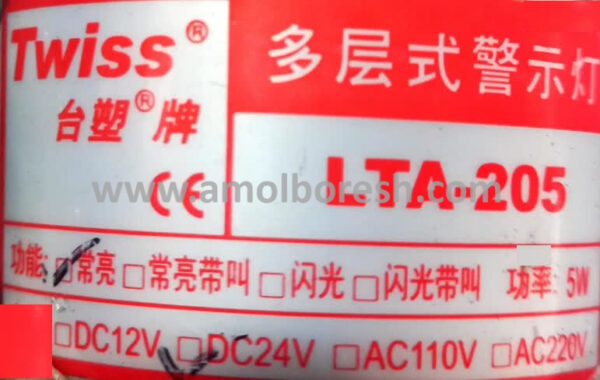 Twiss®
多层式警示灯
台塑®牌
CE
LTA-205
www.amolboresh.com
功能: □常亮 □常亮带叫 □闪光 □闪光带叫 功率: 5W
□DC12V □DC24V □AC110V □AC220V